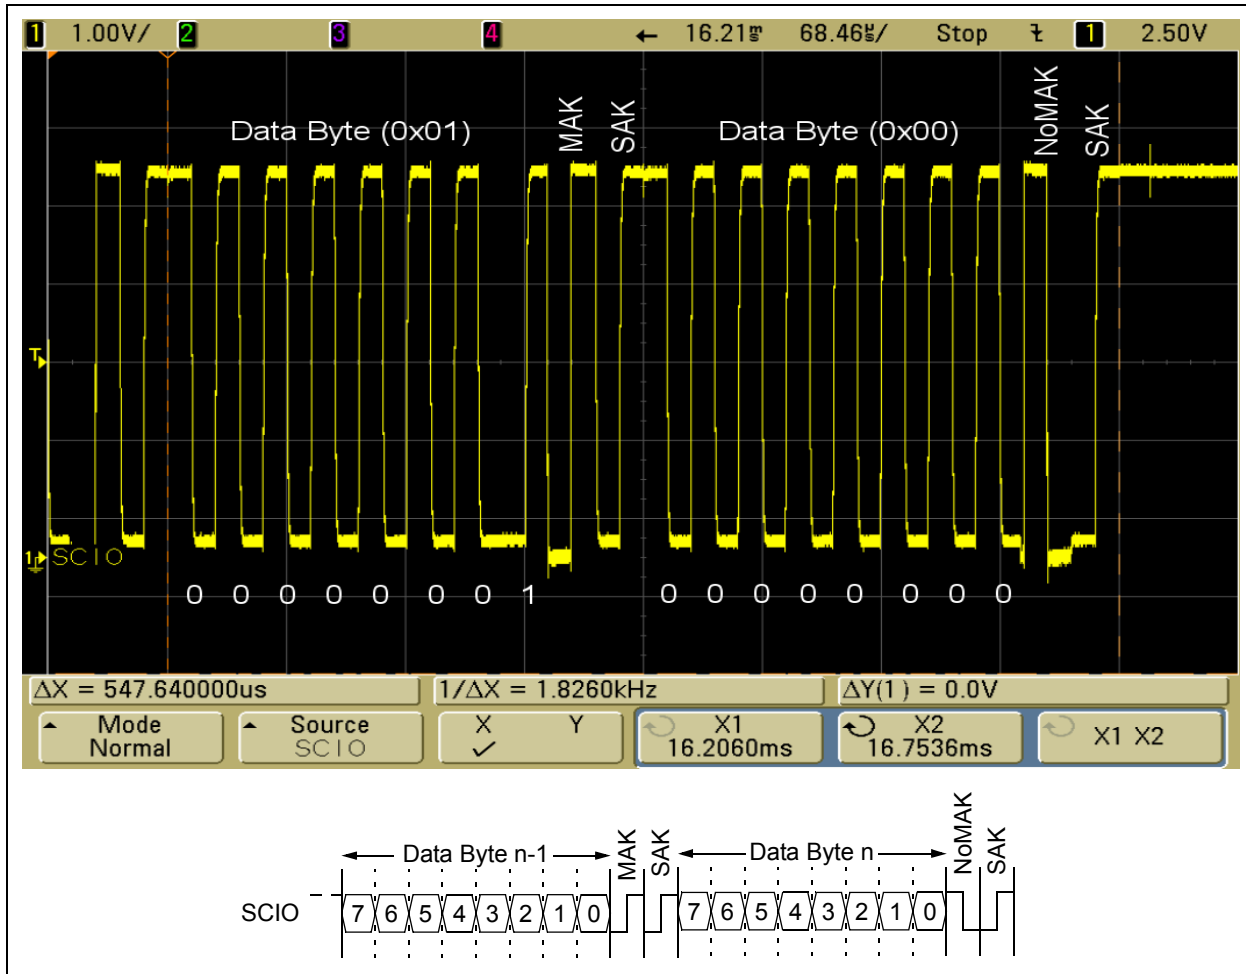 1 1.00V/ 2 3 4 ← 16.21ms 68.46us/ Stop 1 2.50V
Data Byte (0x01) MAK SAK Data Byte (0x00) NoMAK SAK
T
1 SCIO
0 0 0 0 0 0 0 1 0 0 0 0 0 0 0 0
ΔX = 547.640000us 1/ΔX = 1.8260kHz ΔY(1) = 0.0V
Mode Source X Y X1 X2 X1 X2
Normal SCIO ✓ 16.2060ms 16.7536ms
Data Byte n-1 MAK SAK Data Byte n NoMAK SAK
SCIO 7 6 5 4 3 2 1 0 7 6 5 4 3 2 1 0